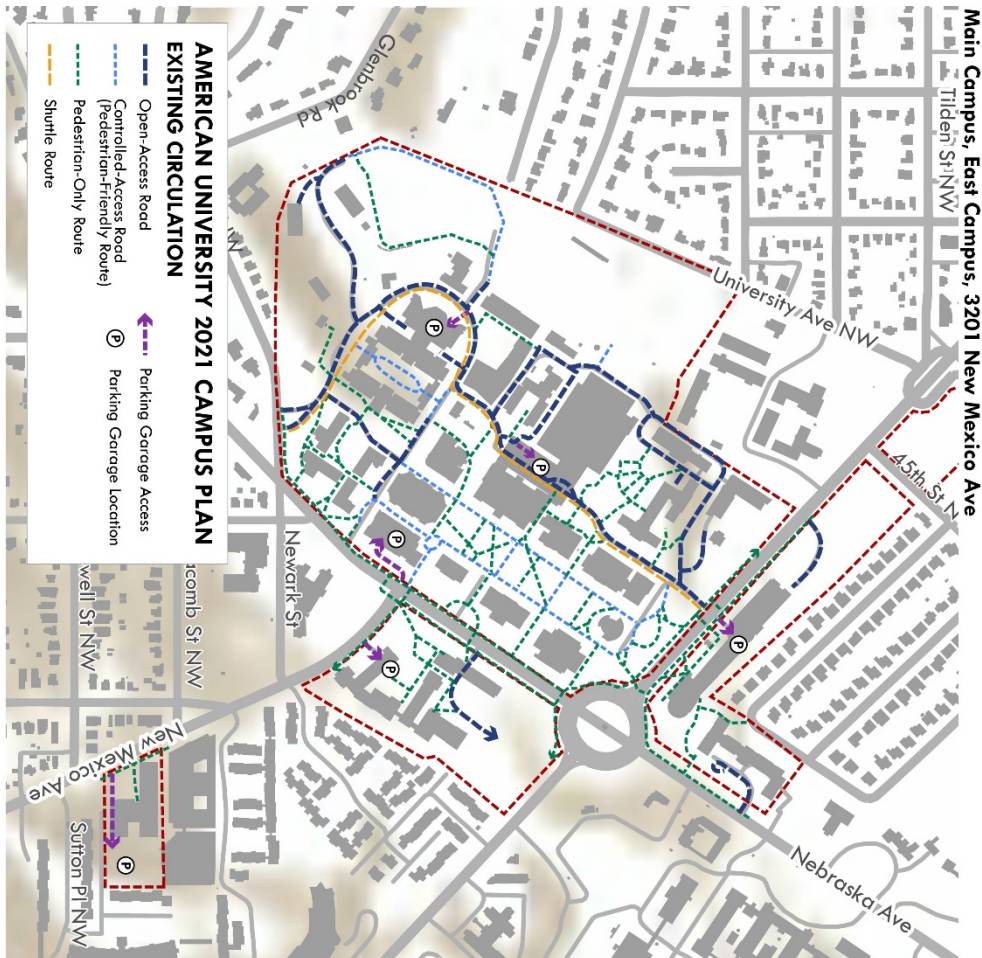 Main Campus, East Campus, 3201 New Mexico Ave
AMERICAN UNIVERSITY 2021 CAMPUS PLAN
EXISTING CIRCULATION
Open-Access Road
Controlled-Access Road
(Pedestrian-Friendly Route)
Pedestrian-Only Route
Shuttle Route
Parking Garage Access
P Parking Garage Location
Glenbrook Rd
Tilden St NW
University Ave NW
45th St N
Newark St
acomb St NW
well St NW
W
New Mexico Ave
Sutton Pl NW
Nebraska Ave
P
P
P
P
P
P